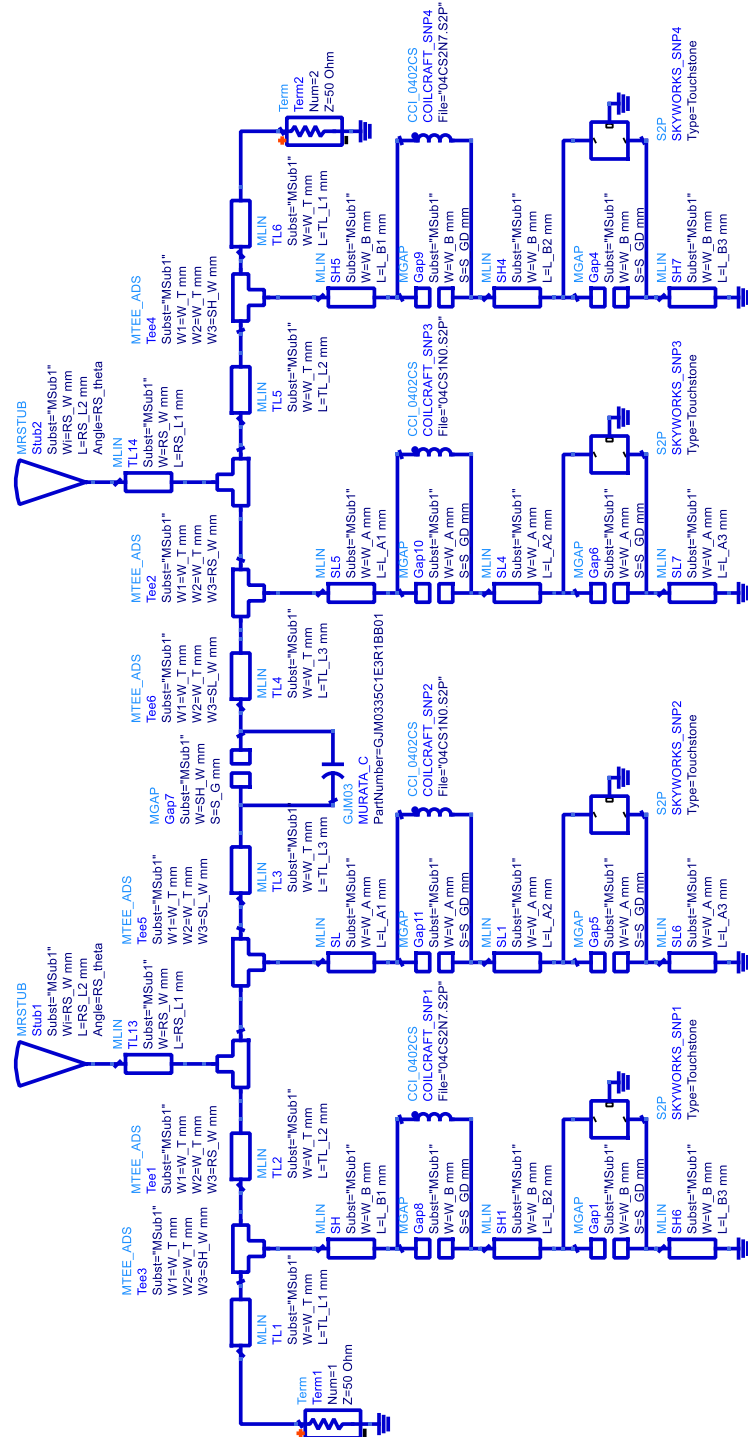 MRSTUB
Stub1
Subst="MSub1"
Wi=RS_W mm
L=RS_L2 mm
Angle=RS_theta
MRSTUB
Stub2
Subst="MSub1"
Wi=RS_W mm
L=RS_L2 mm
Angle=RS_theta
MLIN
TL13
Subst="MSub1"
W=RS_W mm
L=RS_L1 mm
MLIN
TL14
Subst="MSub1"
W=RS_W mm
L=RS_L1 mm
MTEE_ADS
Tee3
Subst="MSub1"
W1=W_T mm
W2=W_T mm
W3=SH_W mm
MTEE_ADS
Tee1
Subst="MSub1"
W1=W_T mm
W2=W_T mm
W3=RS_W mm
MTEE_ADS
Tee5
Subst="MSub1"
W1=W_T mm
W2=W_T mm
W3=SL_W mm
MGAP
Gap7
Subst="MSub1"
W=SH_W mm
S=S_G mm
MTEE_ADS
Tee6
Subst="MSub1"
W1=W_T mm
W2=W_T mm
W3=SL_W mm
MTEE_ADS
Tee2
Subst="MSub1"
W1=W_T mm
W2=W_T mm
W3=RS_W mm
MTEE_ADS
Tee4
Subst="MSub1"
W1=W_T mm
W2=W_T mm
W3=SH_W mm
Term
Term1
Num=1
Z=50 Ohm
MLIN
TL1
Subst="MSub1"
W=W_T mm
L=TL_L1 mm
MLIN
TL2
Subst="MSub1"
W=W_T mm
L=TL_L2 mm
MLIN
TL3
Subst="MSub1"
W=W_T mm
L=TL_L3 mm
GJM03
MURATA_C
PartNumber=GJM0335C1E3R1BB01
MLIN
TL4
Subst="MSub1"
W=W_T mm
L=TL_L3 mm
MLIN
TL5
Subst="MSub1"
W=W_T mm
L=TL_L2 mm
MLIN
TL6
Subst="MSub1"
W=W_T mm
L=TL_L1 mm
Term
Term2
Num=2
Z=50 Ohm
MLIN
SH
Subst="MSub1"
W=W_B mm
L=L_B1 mm
MGAP
Gap8
Subst="MSub1"
W=W_B mm
S=S_GD mm
CCI_0402CS
COILCRAFT_SNP1
File="04CS2N7.S2P"
MLIN
SH1
Subst="MSub1"
W=W_B mm
L=L_B2 mm
MGAP
Gap1
Subst="MSub1"
W=W_B mm
S=S_GD mm
MLIN
SH6
Subst="MSub1"
W=W_B mm
L=L_B3 mm
S2P
SKYWORKS_SNP1
Type=Touchstone
MLIN
SL
Subst="MSub1"
W=W_A mm
L=L_A1 mm
MGAP
Gap11
Subst="MSub1"
W=W_A mm
S=S_GD mm
CCI_0402CS
COILCRAFT_SNP2
File="04CS1N0.S2P"
MLIN
SL1
Subst="MSub1"
W=W_A mm
L=L_A2 mm
MGAP
Gap5
Subst="MSub1"
W=W_A mm
S=S_GD mm
MLIN
SL6
Subst="MSub1"
W=W_A mm
L=L_A3 mm
S2P
SKYWORKS_SNP2
Type=Touchstone
MLIN
SL5
Subst="MSub1"
W=W_A mm
L=L_A1 mm
MGAP
Gap10
Subst="MSub1"
W=W_A mm
S=S_GD mm
CCI_0402CS
COILCRAFT_SNP3
File="04CS1N0.S2P"
MLIN
SL4
Subst="MSub1"
W=W_A mm
L=L_A2 mm
MGAP
Gap6
Subst="MSub1"
W=W_A mm
S=S_GD mm
MLIN
SL7
Subst="MSub1"
W=W_A mm
L=L_A3 mm
S2P
SKYWORKS_SNP3
Type=Touchstone
MLIN
SH5
Subst="MSub1"
W=W_B mm
L=L_B1 mm
MGAP
Gap9
Subst="MSub1"
W=W_B mm
S=S_GD mm
CCI_0402CS
COILCRAFT_SNP4
File="04CS2N7.S2P"
MLIN
SH4
Subst="MSub1"
W=W_B mm
L=L_B2 mm
MGAP
Gap4
Subst="MSub1"
W=W_B mm
S=S_GD mm
MLIN
SH7
Subst="MSub1"
W=W_B mm
L=L_B3 mm
S2P
SKYWORKS_SNP4
Type=Touchstone